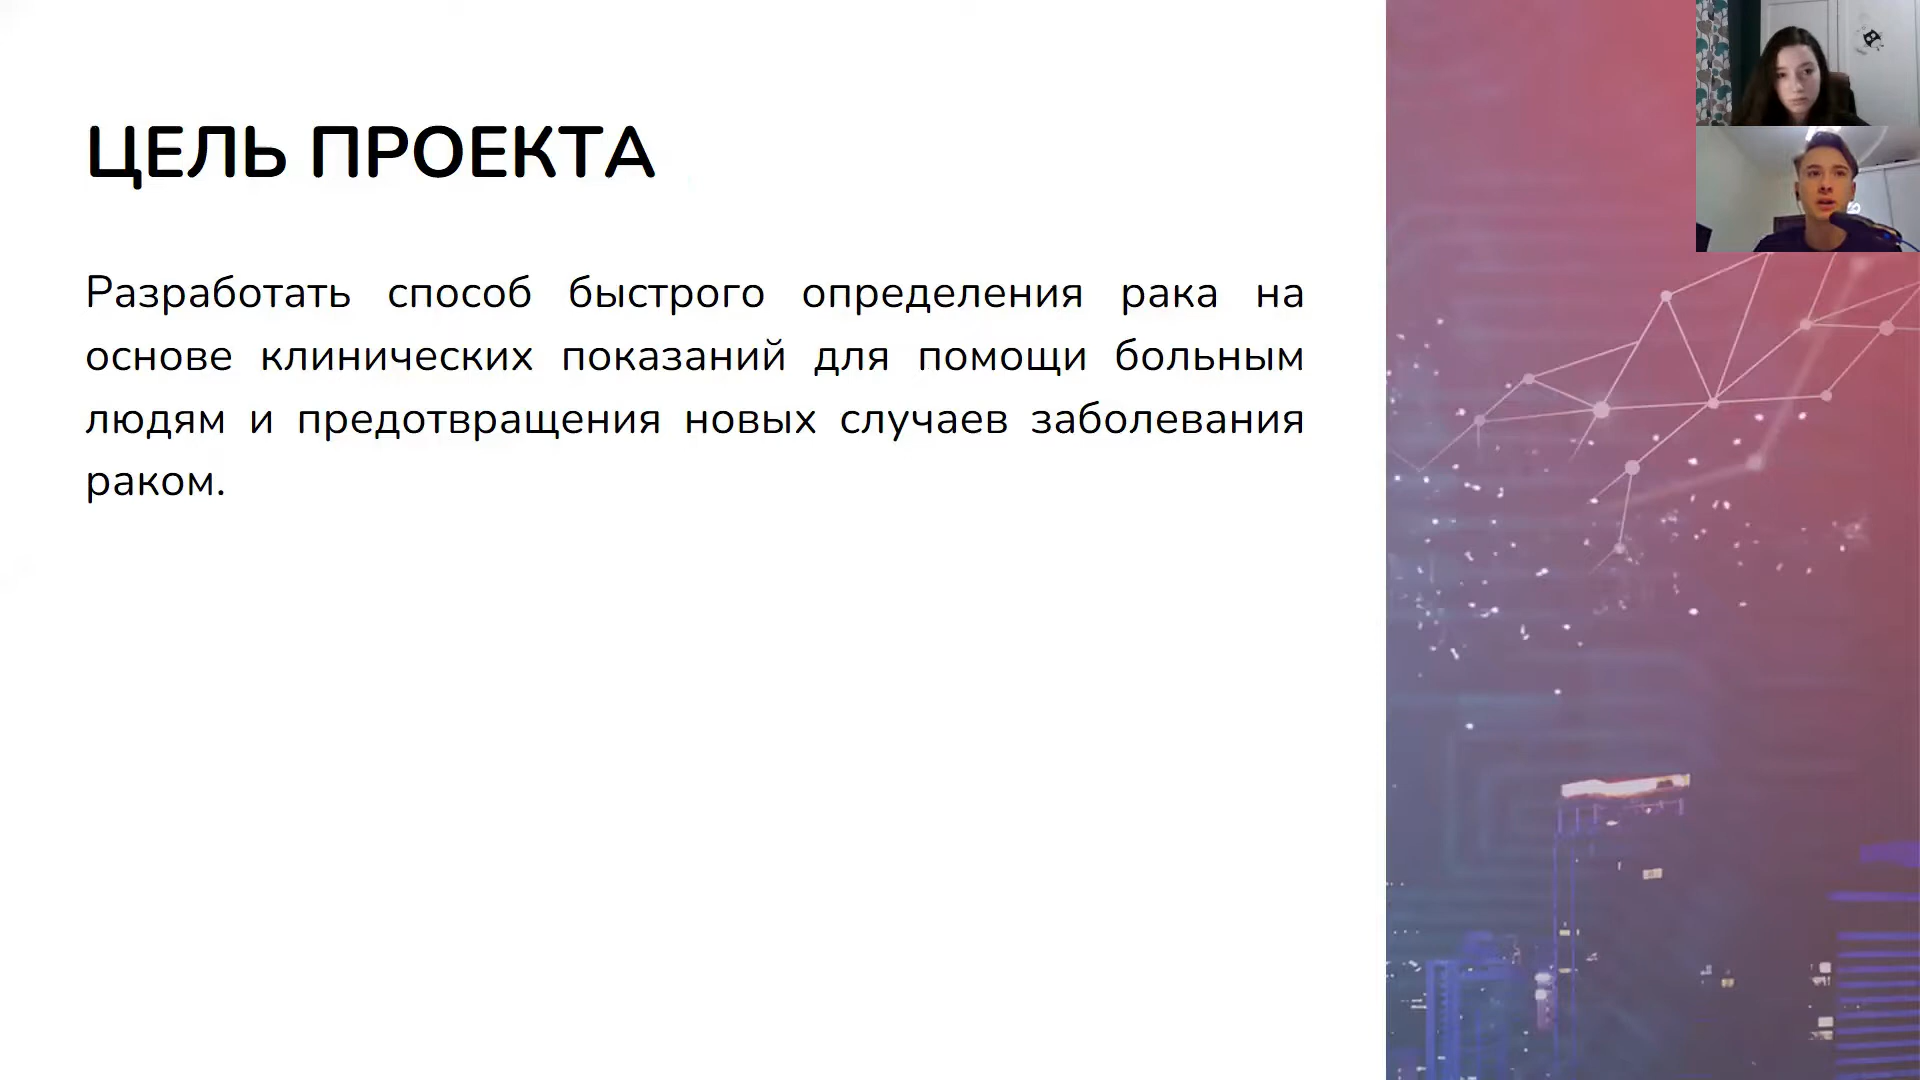 ЦЕЛЬ ПРОЕКТА
Разработать способ быстрого определения рака на
основе клинических показаний для помощи больным
людям и предотвращения новых случаев заболевания
раком.